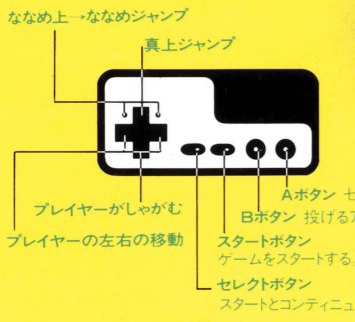 ななめ上→ななめジャンプ
真上ジャンプ
プレイヤーがしゃがむ
プレイヤーの左右の移動
Aボタン セ
Bボタン 投げるア
スタートボタン
ゲームをスタートする
セレクトボタン
スタートとコンティニュ